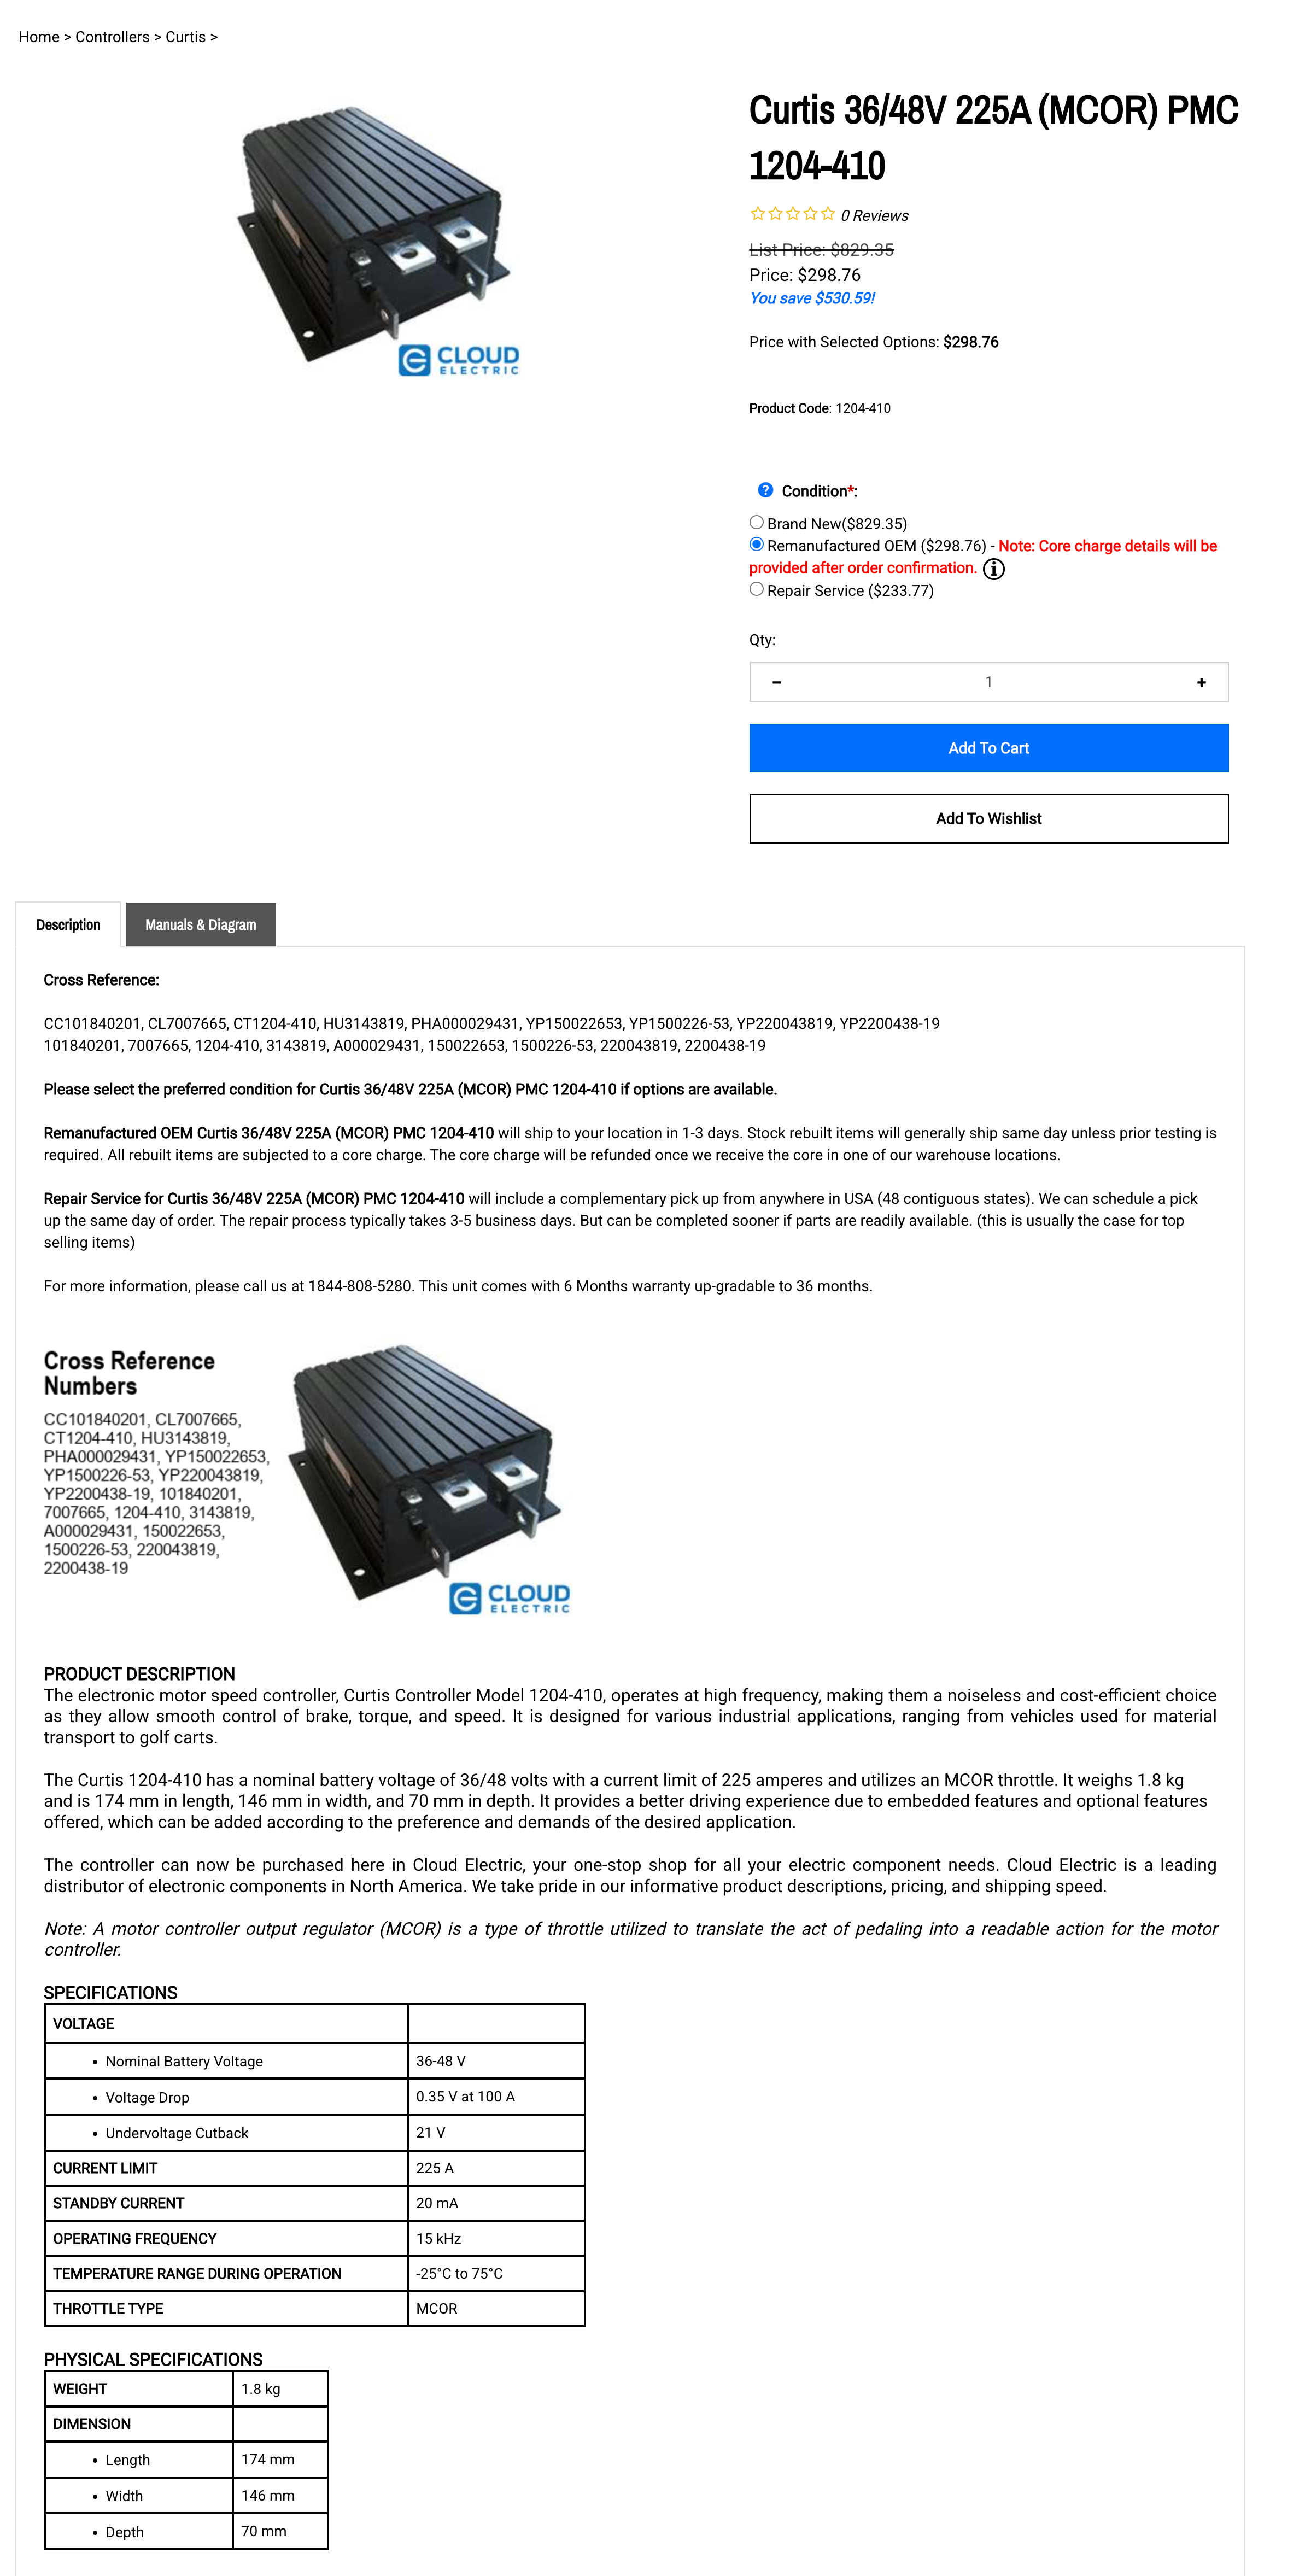 Home > Controllers > Curtis >
CLOUD
ELECTRIC
Curtis 36/48V 225A (MCOR) PMC
1204-410
0 Reviews
List Price: $829.35
Price: $298.76
You save $530.59!
Price with Selected Options: $298.76
Product Code: 1204-410
? Condition*:
Brand New($829.35)
Remanufactured OEM ($298.76) - Note: Core charge details will be
provided after order confirmation. i
Repair Service ($233.77)
Qty:
− 1 +
Add To Cart
Add To Wishlist
Description Manuals & Diagram
Cross Reference:
CC101840201, CL7007665, CT1204-410, HU3143819, PHA000029431, YP150022653, YP1500226-53, YP220043819, YP2200438-19
101840201, 7007665, 1204-410, 3143819, A000029431, 150022653, 1500226-53, 220043819, 2200438-19
Please select the preferred condition for Curtis 36/48V 225A (MCOR) PMC 1204-410 if options are available.
Remanufactured OEM Curtis 36/48V 225A (MCOR) PMC 1204-410 will ship to your location in 1-3 days. Stock rebuilt items will generally ship same day unless prior testing is
required. All rebuilt items are subjected to a core charge. The core charge will be refunded once we receive the core in one of our warehouse locations.
Repair Service for Curtis 36/48V 225A (MCOR) PMC 1204-410 will include a complementary pick up from anywhere in USA (48 contiguous states). We can schedule a pick
up the same day of order. The repair process typically takes 3-5 business days. But can be completed sooner if parts are readily available. (this is usually the case for top
selling items)
For more information, please call us at 1844-808-5280. This unit comes with 6 Months warranty up-gradable to 36 months.
Cross Reference
Numbers
CC101840201, CL7007665,
CT1204-410, HU3143819,
PHA000029431, YP150022653,
YP1500226-53, YP220043819,
YP2200438-19, 101840201,
7007665, 1204-410, 3143819,
A000029431, 150022653,
1500226-53, 220043819,
2200438-19
CLOUD
ELECTRIC
PRODUCT DESCRIPTION
The electronic motor speed controller, Curtis Controller Model 1204-410, operates at high frequency, making them a noiseless and cost-efficient choice
as they allow smooth control of brake, torque, and speed. It is designed for various industrial applications, ranging from vehicles used for material
transport to golf carts.
The Curtis 1204-410 has a nominal battery voltage of 36/48 volts with a current limit of 225 amperes and utilizes an MCOR throttle. It weighs 1.8 kg
and is 174 mm in length, 146 mm in width, and 70 mm in depth. It provides a better driving experience due to embedded features and optional features
offered, which can be added according to the preference and demands of the desired application.
The controller can now be purchased here in Cloud Electric, your one-stop shop for all your electric component needs. Cloud Electric is a leading
distributor of electronic components in North America. We take pride in our informative product descriptions, pricing, and shipping speed.
Note: A motor controller output regulator (MCOR) is a type of throttle utilized to translate the act of pedaling into a readable action for the motor
controller.
SPECIFICATIONS
VOLTAGE
• Nominal Battery Voltage 36-48 V
• Voltage Drop 0.35 V at 100 A
• Undervoltage Cutback 21 V
CURRENT LIMIT 225 A
STANDBY CURRENT 20 mA
OPERATING FREQUENCY 15 kHz
TEMPERATURE RANGE DURING OPERATION -25°C to 75°C
THROTTLE TYPE MCOR
PHYSICAL SPECIFICATIONS
WEIGHT 1.8 kg
DIMENSION
• Length 174 mm
• Width 146 mm
• Depth 70 mm